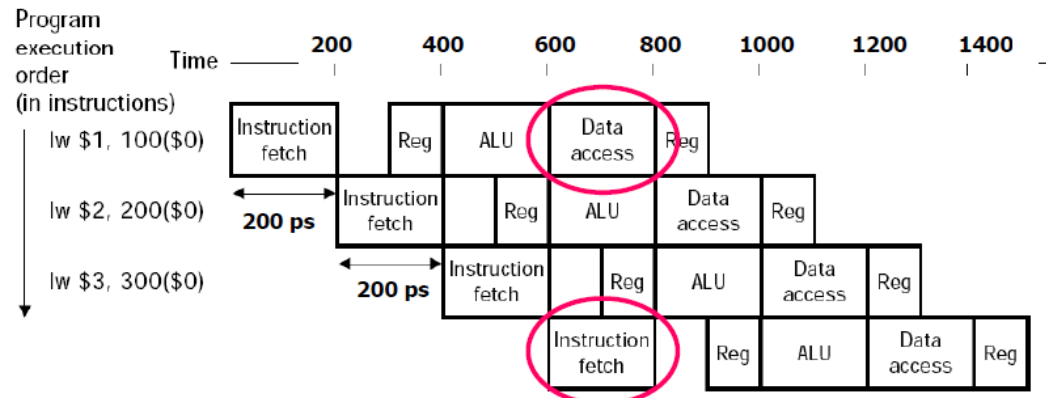 Program
execution
order
(in instructions)
Time
200 400 600 800 1000 1200 1400
lw $1, 100($0)
Instruction
fetch
Reg
ALU
Data
access
Reg
200 ps
lw $2, 200($0)
Instruction
fetch
Reg
ALU
Data
access
Reg
200 ps
lw $3, 300($0)
Instruction
fetch
Reg
ALU
Data
access
Reg
Instruction
fetch
Reg
ALU
Data
access
Reg